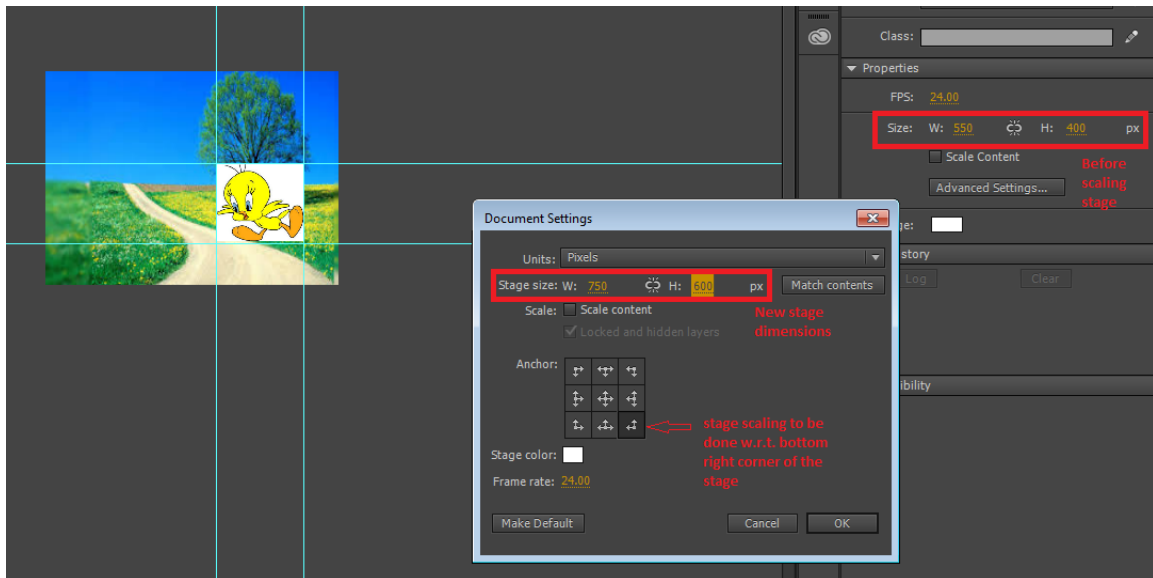 Class:
Properties
FPS: 24.00
Size: W: 550 H: 400 px
Scale Content
Advanced Settings...
Before
scaling
stage
ge:
story
Log Clear
ibility
Document Settings
Units: Pixels
Stage size: W: 750 H: 600 px Match contents
Scale: Scale content
Locked and hidden layers
New stage
dimensions
Anchor:
stage scaling to be
done w.r.t. bottom
right corner of the
stage
Stage color:
Frame rate: 24.00
Make Default Cancel OK